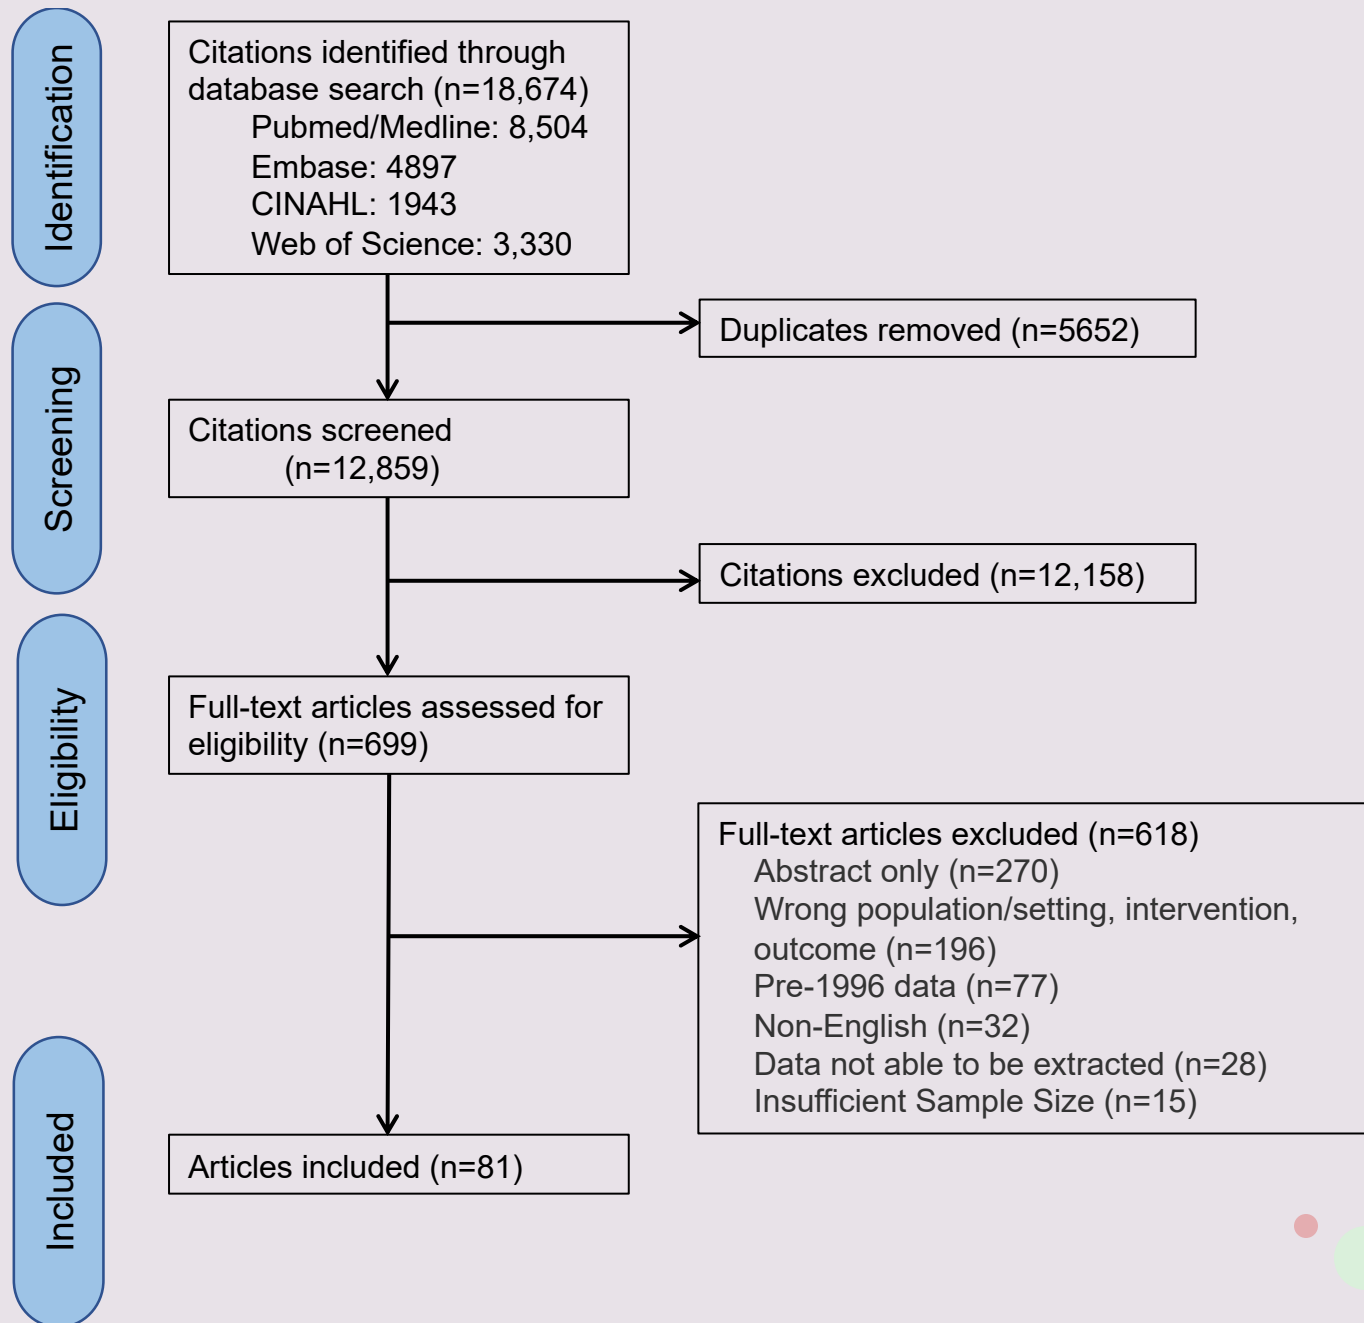 Identification
Citations identified through
database search (n=18,674)
Pubmed/Medline: 8,504
Embase: 4897
CINAHL: 1943
Web of Science: 3,330
Duplicates removed (n=5652)
Screening
Citations screened
(n=12,859)
Citations excluded (n=12,158)
Eligibility
Full-text articles assessed for
eligibility (n=699)
Full-text articles excluded (n=618)
Abstract only (n=270)
Wrong population/setting, intervention,
outcome (n=196)
Pre-1996 data (n=77)
Non-English (n=32)
Data not able to be extracted (n=28)
Insufficient Sample Size (n=15)
Included
Articles included (n=81)